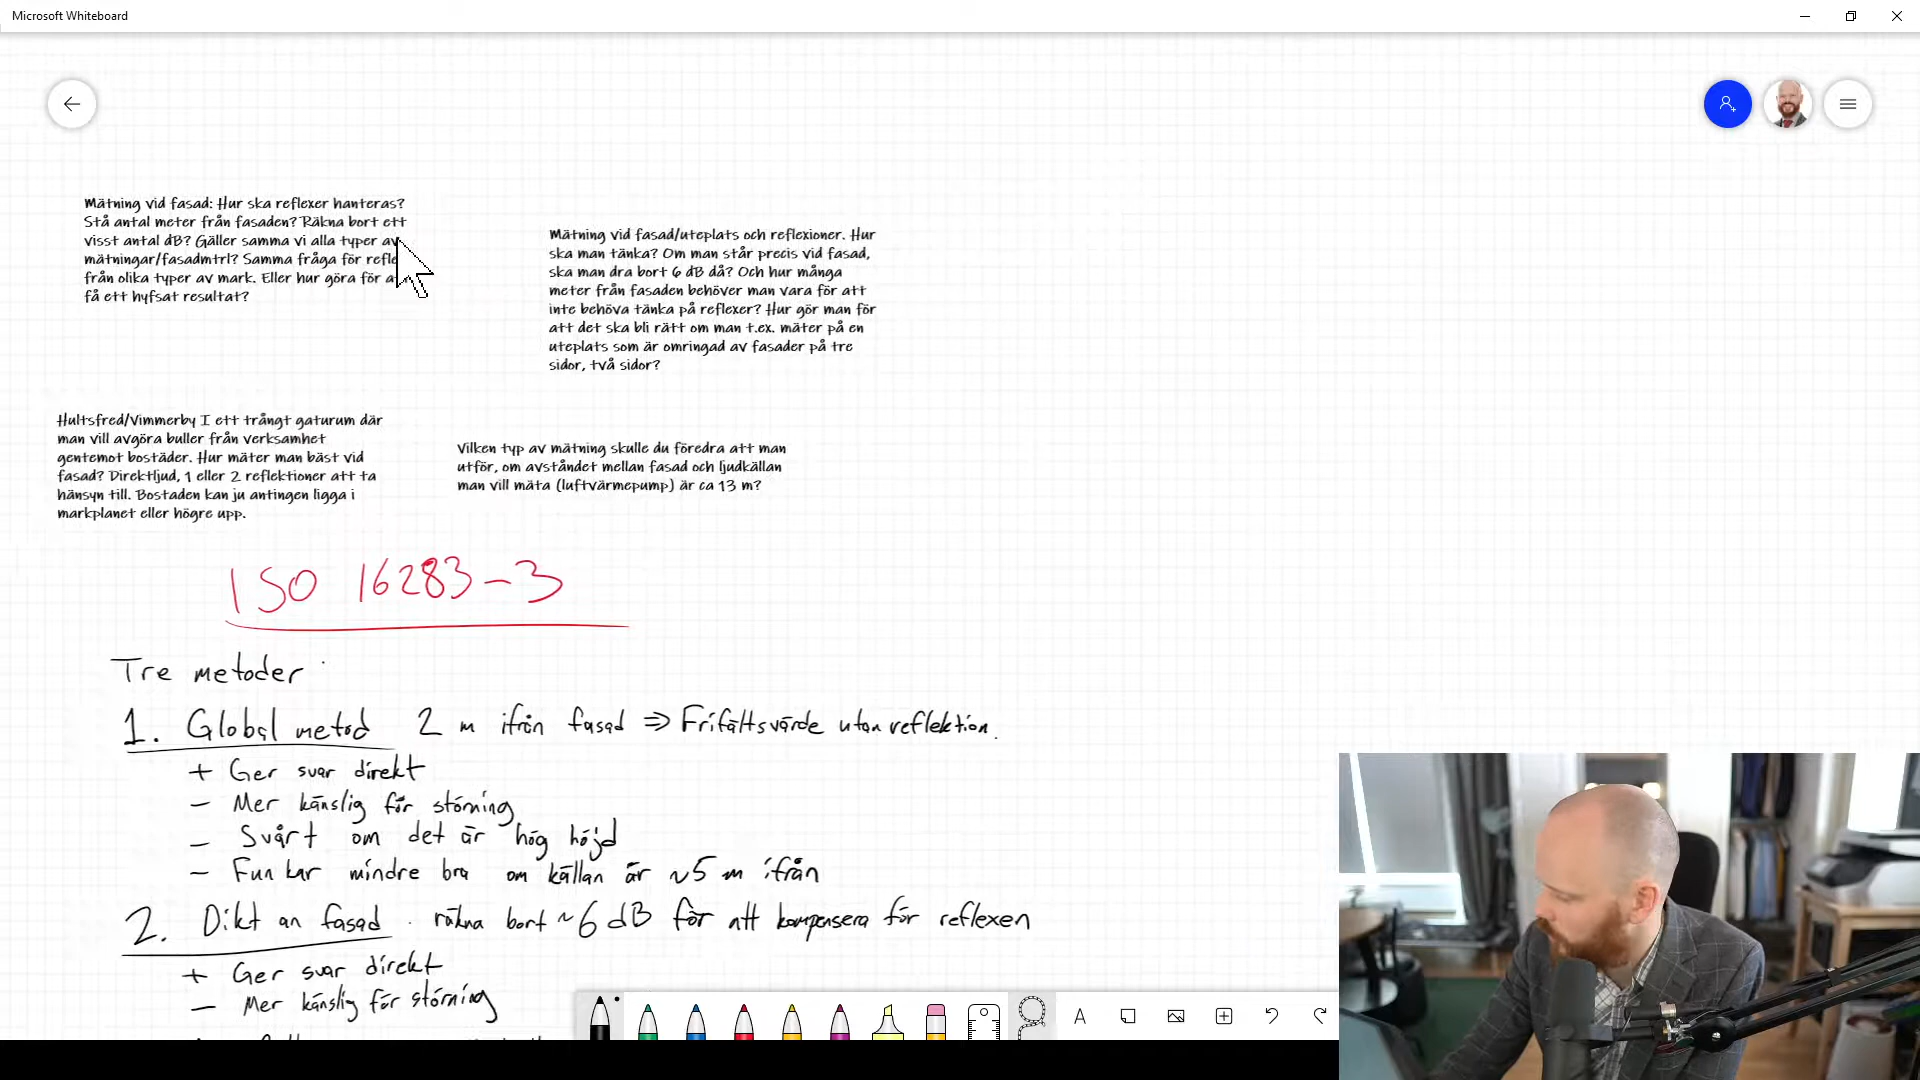 Microsoft Whiteboard
Mätning vid fasad: Hur ska reflexer hanteras?
Stå antal meter från fasaden? Räkna bort ett
visst antal dB? Gäller samma vi alla typer av
mätningar/fasadmtrl? Samma fråga för refle
från olika typer av mark. Eller hur göra för a
få ett hyfsat resultat?
Mätning vid fasad/uteplats och reflexioner. Hur
ska man tänka? Om man står precis vid fasad,
ska man dra bort 6 dB då? Och hur många
meter från fasaden behöver man vara för att
inte behöva tänka på reflexer? Hur gör man för
att det ska bli rätt om man t.ex. mäter på en
uteplats som är omringad av fasader på tre
sidor, två sidor?
Hultsfred/Vimmerby I ett trångt gaturum där
man vill avgöra buller från verksamhet
gentemot bostäder. Hur mäter man bäst vid
fasad? Direktljud, 1 eller 2 reflektioner att ta
hänsyn till. Bostaden kan ju antingen ligga i
markplanet eller högre upp.
Vilken typ av mätning skulle du föredra att man
utför, om avståndet mellan fasad och ljudkällan
man vill mäta (luftvärmepump) är ca 13 m?
ISO 16283-3
Tre metoder
1. Global metod 2 m ifrån fasad => Frifältsvärde utan reflektion.
+ Ger svar direkt
- Mer känslig för störning
- Svårt om det är hög höjd
- Funkar mindre bra om källan är ~5 m ifrån
2. Dikt an fasad. räkna bort ~6 dB för att kompensera för reflexen
+ Ger svar direkt
- Mer känslig för störning